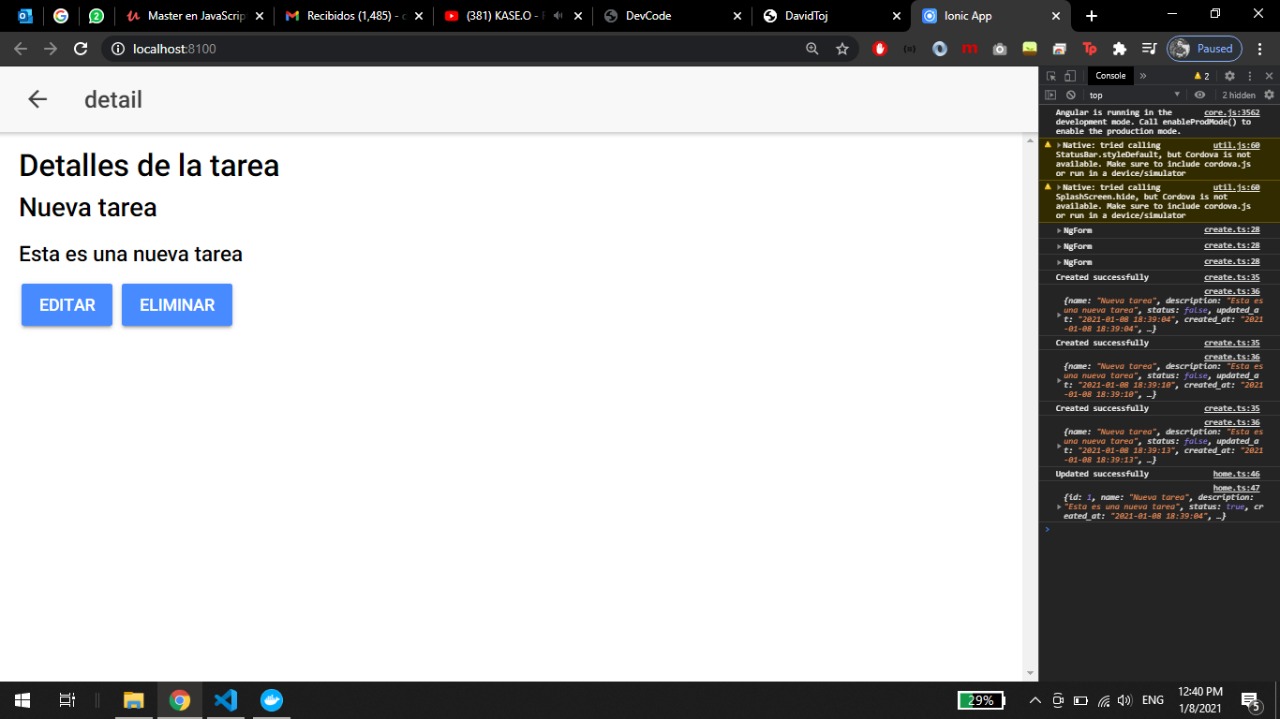 Master en JavaScrip
Recibidos (1,485) - c
(381) KASE.O - F
DevCode
DavidToj
Ionic App
localhost:8100
Paused
detail
Detalles de la tarea
Nueva tarea
Esta es una nueva tarea
EDITAR
ELIMINAR
Console
2
top
2 hidden
Angular is running in the core.js:3562
development mode. Call enableProdMode() to
enable the production mode.
Native: tried calling util.js:60
StatusBar.styleDefault, but Cordova is not
available. Make sure to include cordova.js
or run in a device/simulator
Native: tried calling util.js:60
SplashScreen.hide, but Cordova is not
available. Make sure to include cordova.js
or run in a device/simulator
NgForm create.ts:28
NgForm create.ts:28
NgForm create.ts:28
Created successfully create.ts:35
create.ts:36
{name: "Nueva tarea", description: "Esta es
una nueva tarea", status: false, updated_a
t: "2021-01-08 18:39:04", created_at: "2021
-01-08 18:39:04", …}
Created successfully create.ts:35
create.ts:36
{name: "Nueva tarea", description: "Esta es
una nueva tarea", status: false, updated_a
t: "2021-01-08 18:39:10", created_at: "2021
-01-08 18:39:10", …}
Created successfully create.ts:35
create.ts:36
{name: "Nueva tarea", description: "Esta es
una nueva tarea", status: false, updated_a
t: "2021-01-08 18:39:13", created_at: "2021
-01-08 18:39:13", …}
Updated successfully home.ts:46
home.ts:47
{id: 1, name: "Nueva tarea", description:
"Esta es una nueva tarea", status: true, cr
eated_at: "2021-01-08 18:39:04", …}
29%
ENG
12:40 PM
1/8/2021
5